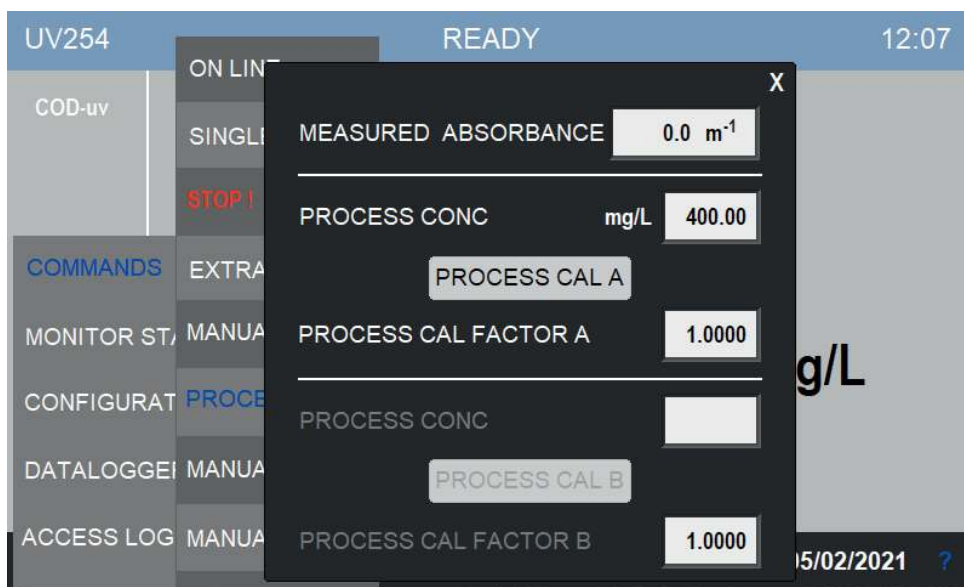 UV254 READY 12:07
COD-uv
ON LIN
SINGL
STOP !
EXTRA
MANUA
PROCE
MANUA
MANUA
COMMANDS
MONITOR STA
CONFIGURAT
DATALOGGE
ACCESS LOG
X
MEASURED ABSORBANCE 0.0 m⁻¹
PROCESS CONC mg/L 400.00
PROCESS CAL A
PROCESS CAL FACTOR A 1.0000
PROCESS CONC
PROCESS CAL B
PROCESS CAL FACTOR B 1.0000
g/L
05/02/2021 ?